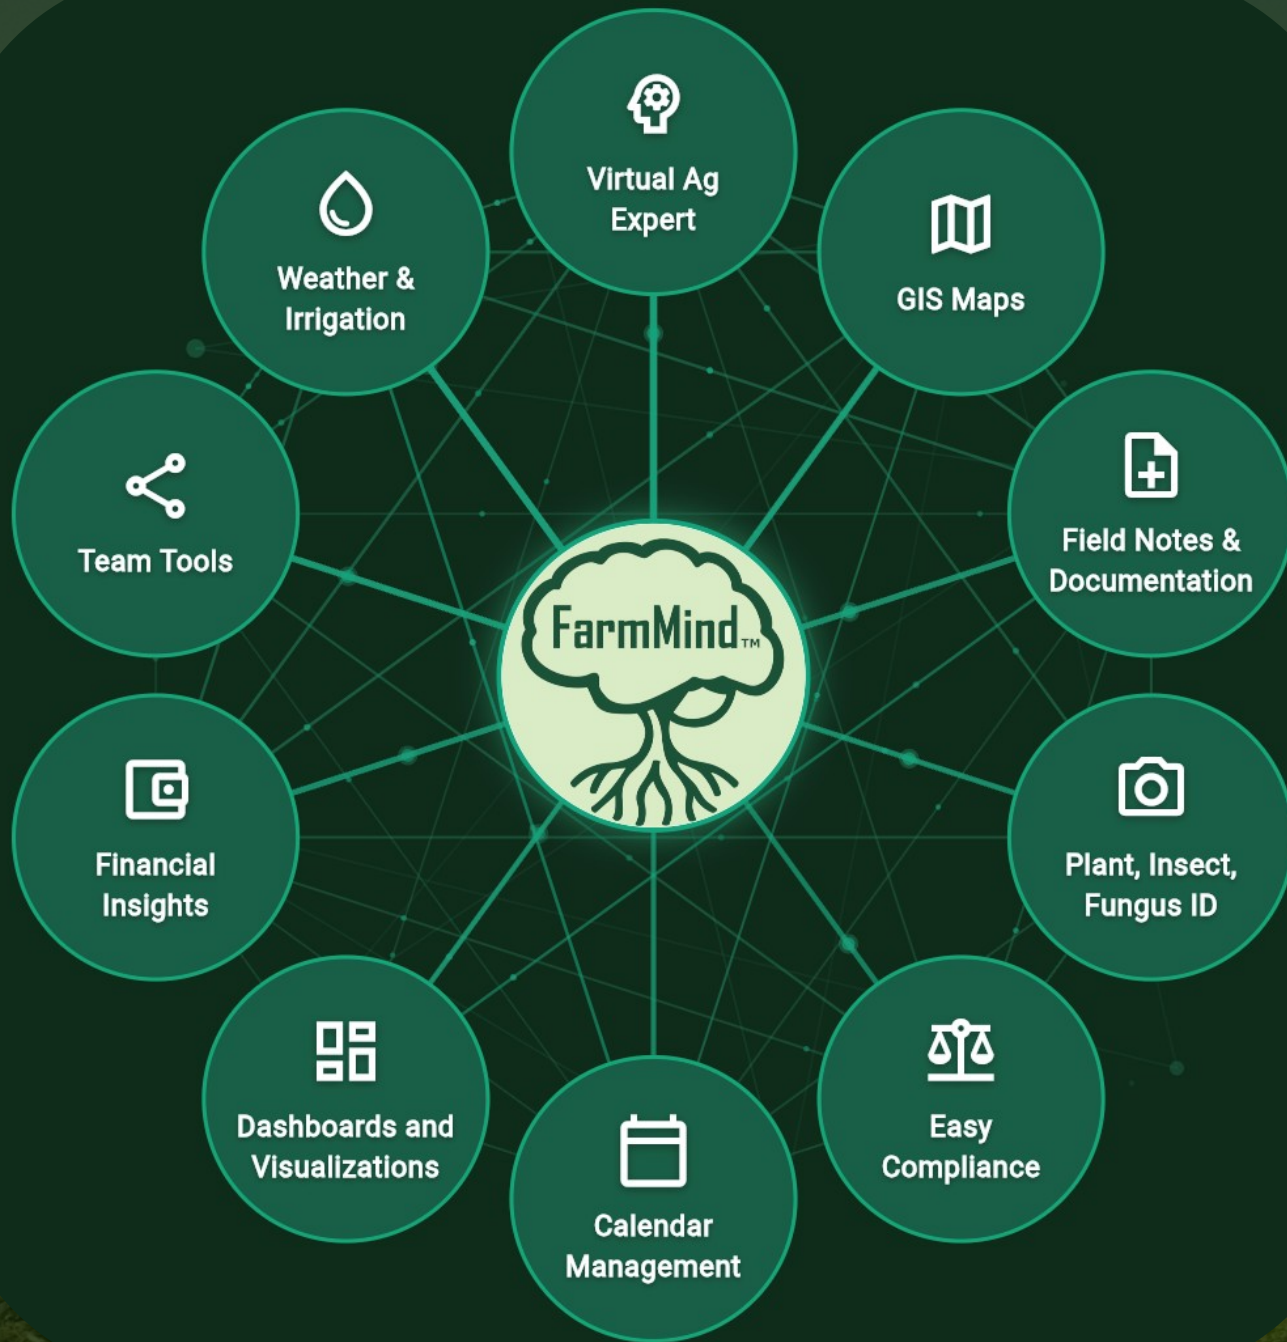 Virtual Ag
Expert
Weather &
Irrigation
GIS Maps
Team Tools
Field Notes &
Documentation
FarmMind™
Financial
Insights
Plant, Insect,
Fungus ID
Dashboards and
Visualizations
Easy
Compliance
Calendar
Management